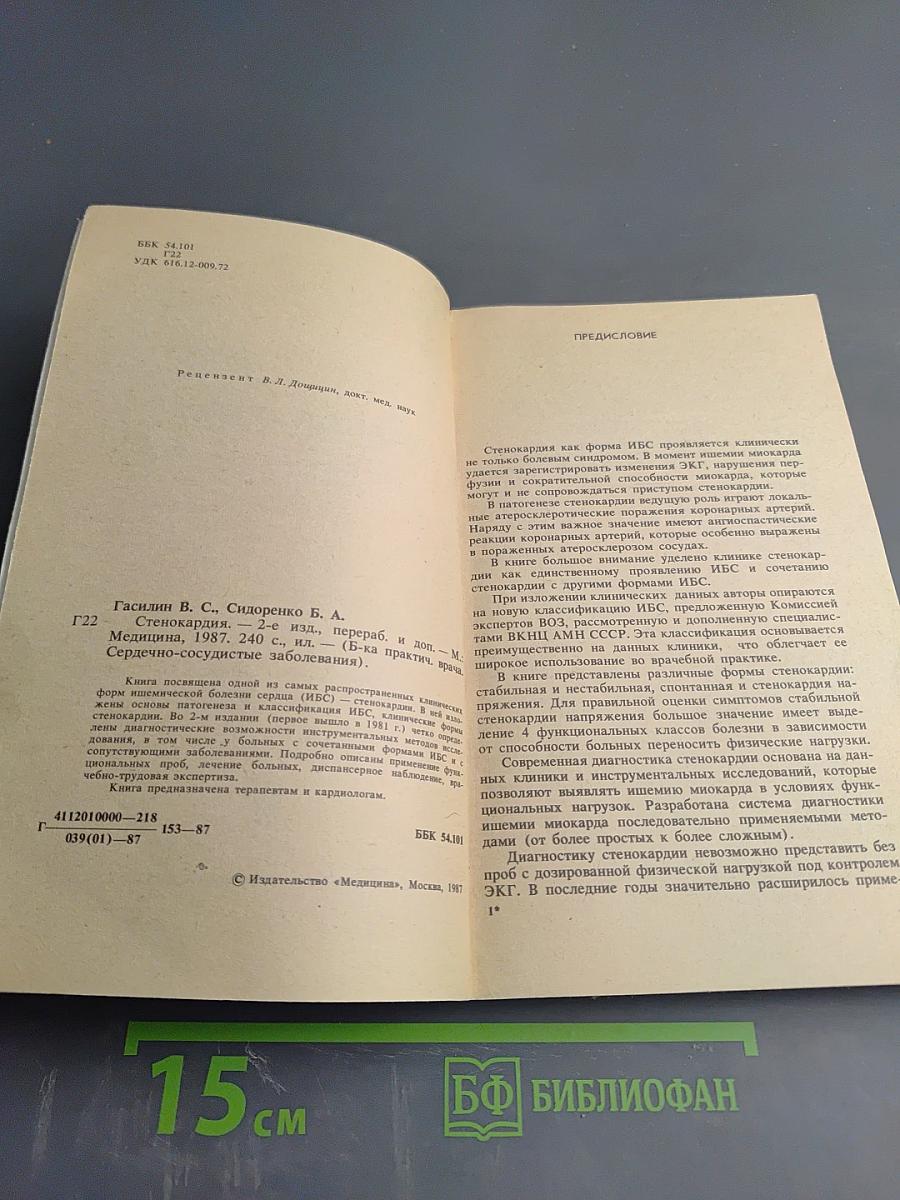 ББК 54.101
Г22
УДК 616.12-009.72
Рецензент В. Л. Дощицин, докт. мед. наук
Гасилин В. С., Сидоренко Б. А.
Г22 Стенокардия. — 2-е изд., перераб. и доп. — М.:
Медицина, 1987. 240 с., ил. — (Б-ка практич. врача.
Сердечно-сосудистые заболевания).
Книга посвящена одной из самых распространенных клинических
форм ишемической болезни сердца (ИБС) — стенокардии. В ней изло-
жены основы патогенеза и классификация ИБС, клинические формы
стенокардии. Во 2-м издании (первое вышло в 1981 г.) четко опреде-
лены диагностические возможности инструментальных методов иссле-
дования, в том числе у больных с сочетанными формами ИБС и с
сопутствующими заболеваниями. Подробно описаны применение функ-
циональных проб, лечение больных, диспансерное наблюдение, вра-
чебно-трудовая экспертиза.
Книга предназначена терапевтам и кардиологам.
Г 4112010000—218 153—87
039(01)—87
ББК 54.101
© Издательство «Медицина», Москва, 1987
ПРЕДИСЛОВИЕ
Стенокардия как форма ИБС проявляется клинически
не только болевым синдромом. В момент ишемии миокарда
удается зарегистрировать изменения ЭКГ, нарушения пер-
фузии и сократительной способности миокарда, которые
могут и не сопровождаться приступом стенокардии.
В патогенезе стенокардии ведущую роль играют локаль-
ные атеросклеротические поражения коронарных артерий.
Наряду с этим важное значение имеют ангиоспастические
реакции коронарных артерий, которые особенно выражены
в пораженных атеросклерозом сосудах.
В книге большое внимание уделено клинике стенокар-
дии как единственному проявлению ИБС и сочетанию
стенокардии с другими формами ИБС.
При изложении клинических данных авторы опираются
на новую классификацию ИБС, предложенную Комиссией
экспертов ВОЗ, рассмотренную и дополненную специалис-
тами ВКНЦ АМН СССР. Эта классификация основывается
преимущественно на данных клиники, что облегчает ее
широкое использование во врачебной практике.
В книге представлены различные формы стенокардии:
стабильная и нестабильная, спонтанная и стенокардия на-
пряжения. Для правильной оценки симптомов стабильной
стенокардии напряжения большое значение имеет выде-
ление 4 функциональных классов болезни в зависимости
от способности больных переносить физические нагрузки.
Современная диагностика стенокардии основана на дан-
ных клиники и инструментальных исследований, которые
позволяют выявлять ишемию миокарда в условиях функ-
циональных нагрузок. Разработана система диагностики
ишемии миокарда последовательно применяемыми мето-
дами (от более простых к более сложным).
Диагностику стенокардии невозможно представить без
проб с дозированной физической нагрузкой под контролем
ЭКГ. В последние годы значительно расширилось приме-
1*
15 см
БФ БИБЛИОФАН